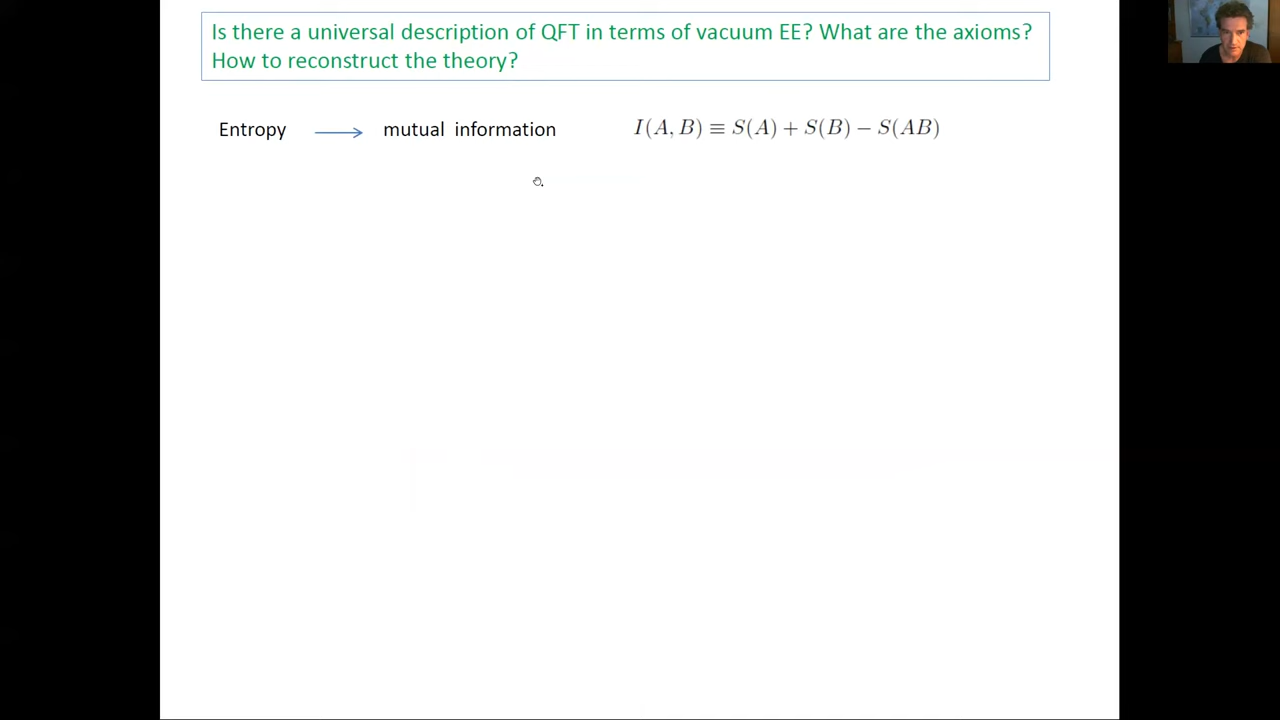 Is there a universal description of QFT in terms of vacuum EE? What are the axioms?
How to reconstruct the theory?
Entropy → mutual information I(A, B) ≡ S(A) + S(B) − S(AB)